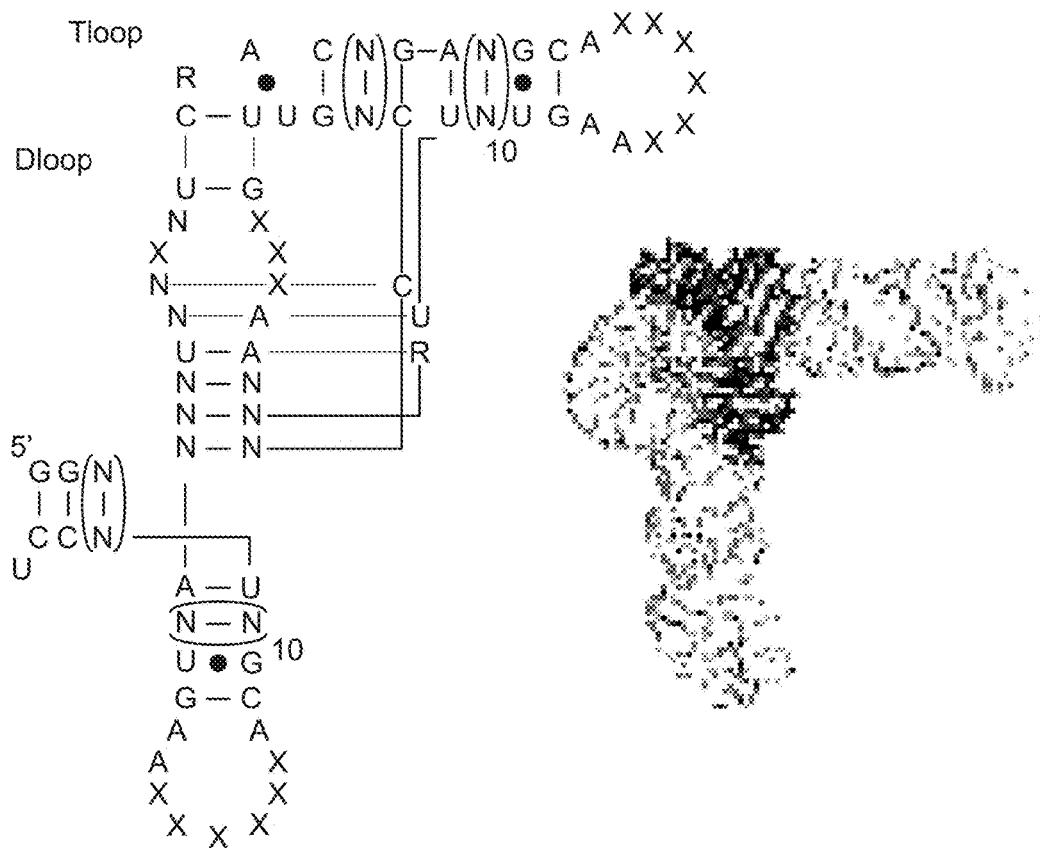 Tloop
A C N G A N G C A X X X
R X
C U U G N C U N U G A A X X
10
Dloop
U G
N X
X X
N X C
N A U
U A R
N N
N N
N N
5'
G G N
C C N
U
A U
N N
10
U G
G C
A A
A X
X X
X X X